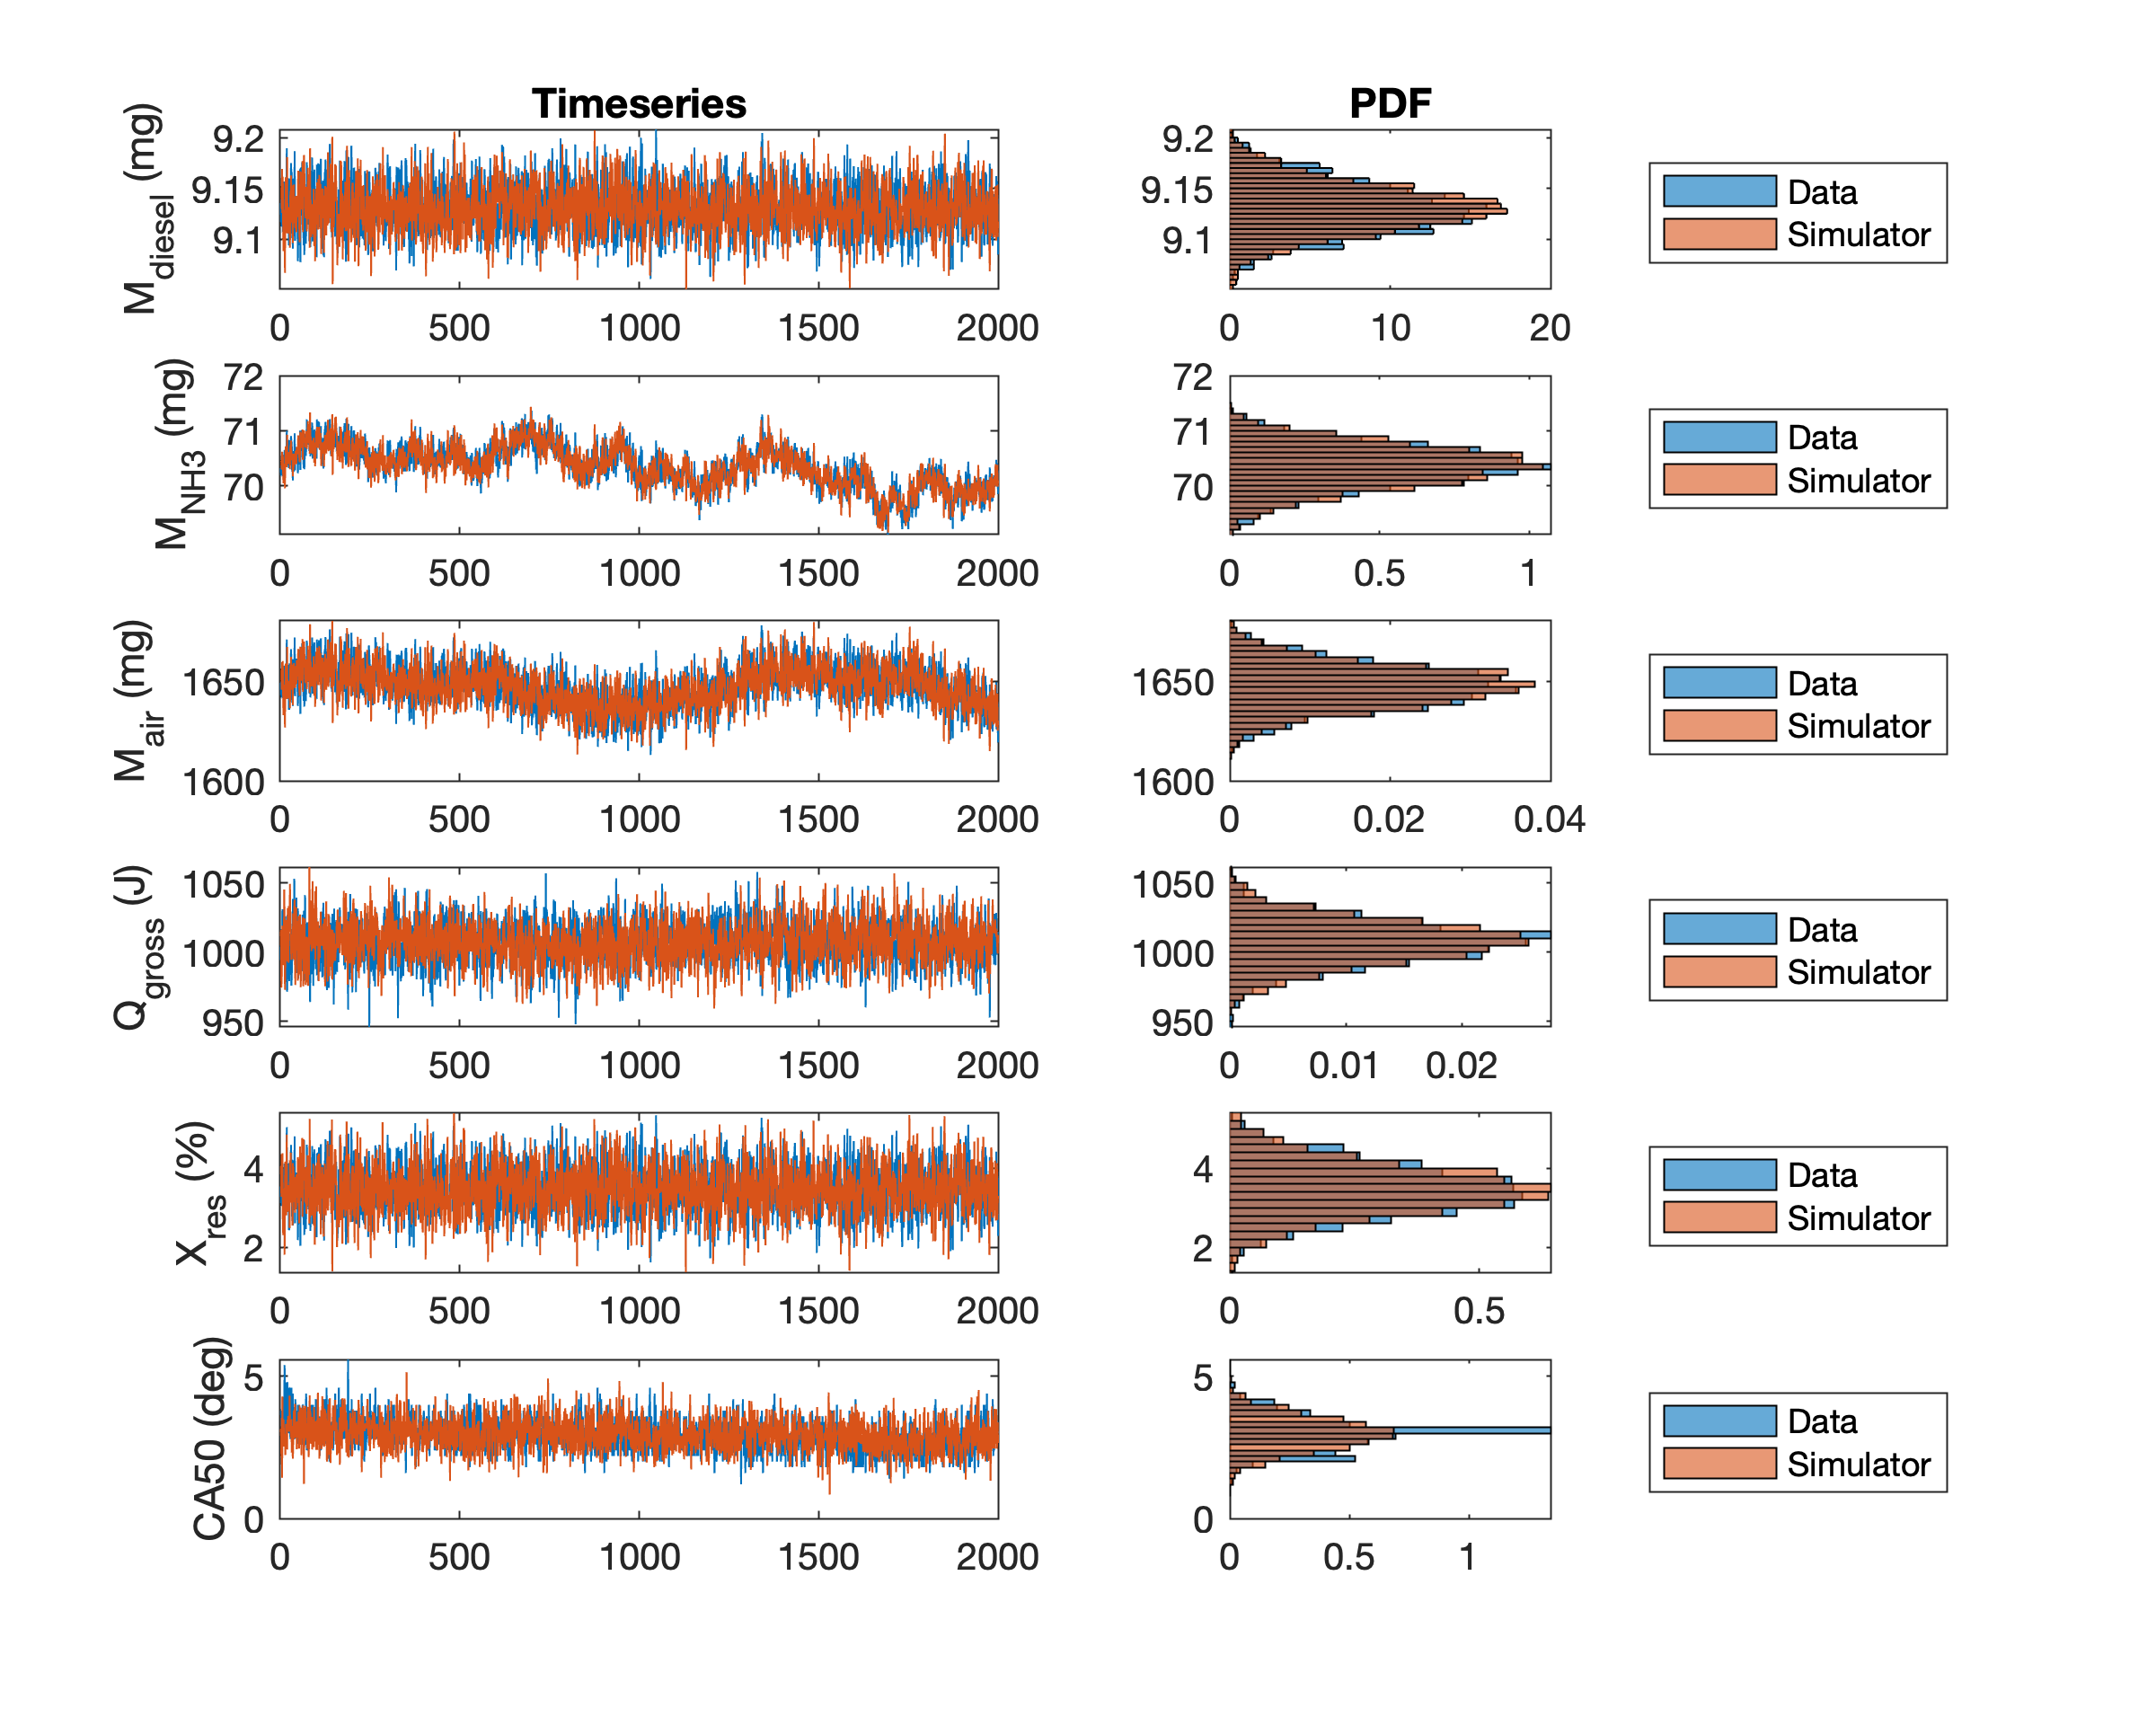 Timeseries PDF
M_diesel (mg)
9.2
9.15
9.1
0 500 1000 1500 2000
9.2
9.15
9.1
0 10 20
Data
Simulator
M_NH3 (mg)
72
71
70
0 500 1000 1500 2000
72
71
70
0 0.5 1
Data
Simulator
M_air (mg)
1650
1600
0 500 1000 1500 2000
1650
1600
0 0.02 0.04
Data
Simulator
Q_gross (J)
1050
1000
950
0 500 1000 1500 2000
1050
1000
950
0 0.01 0.02
Data
Simulator
X_res (%)
4
2
0 500 1000 1500 2000
4
2
0 0.5
Data
Simulator
CA50 (deg)
5
0
0 500 1000 1500 2000
5
0
0 0.5 1
Data
Simulator